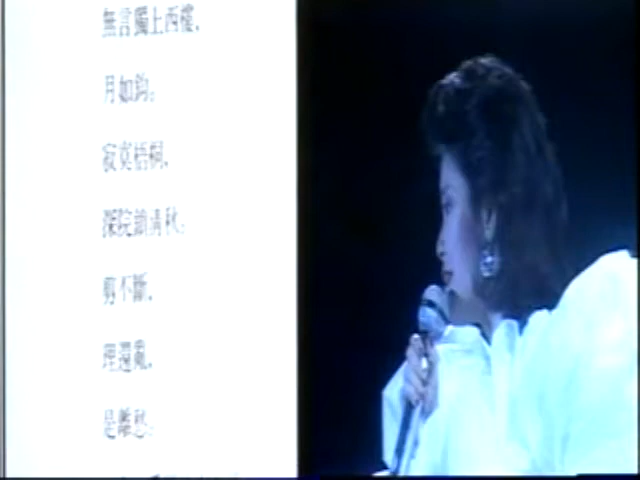 無言獨上西樓，
月如鈎；
寂寞梧桐，
深院鎖清秋；
剪不斷，
理還亂，
是離愁；